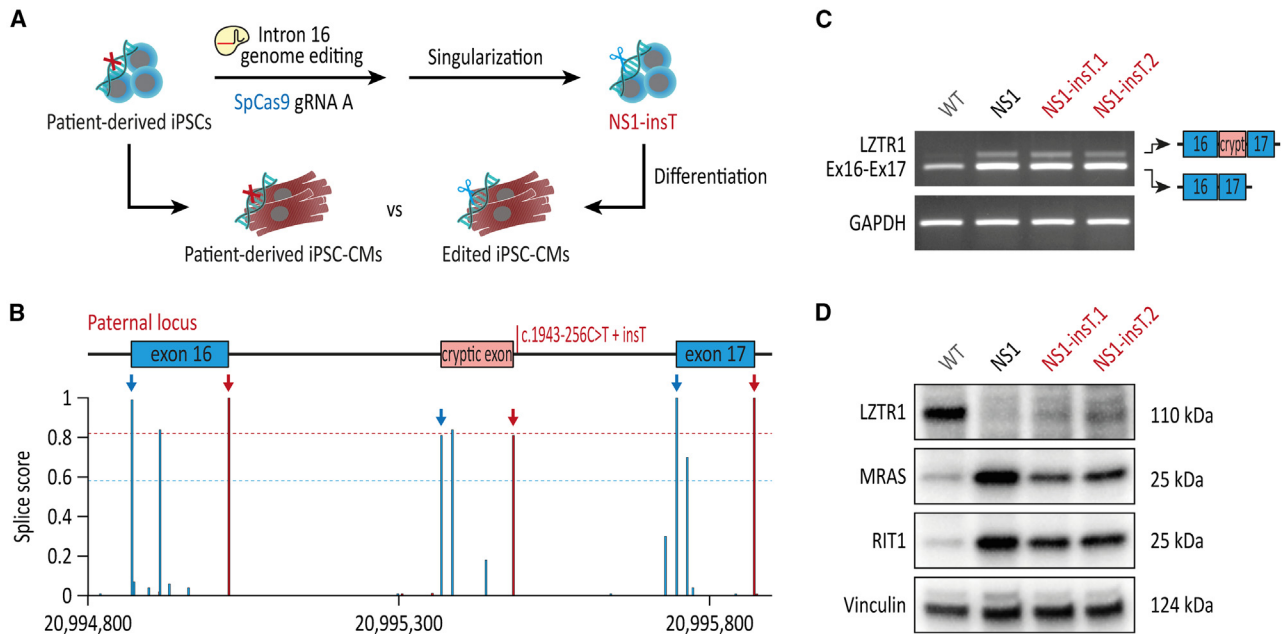 A
Intron 16
genome editing
Singularization
SpCas9 gRNA A
Patient-derived iPSCs
NS1-insT
Differentiation
vs
Patient-derived iPSC-CMs
Edited iPSC-CMs
B
Paternal locus
c.1943-256C>T + insT
exon 16
cryptic exon
exon 17
Splice score
1
0.8
0.6
0.4
0.2
0
20,994,800
20,995,300
20,995,800
C
WT
NS1
NS1-insT.1
NS1-insT.2
LZTR1
Ex16-Ex17
16 crypt 17
16 17
GAPDH
D
WT
NS1
NS1-insT.1
NS1-insT.2
LZTR1
110 kDa
MRAS
25 kDa
RIT1
25 kDa
Vinculin
124 kDa